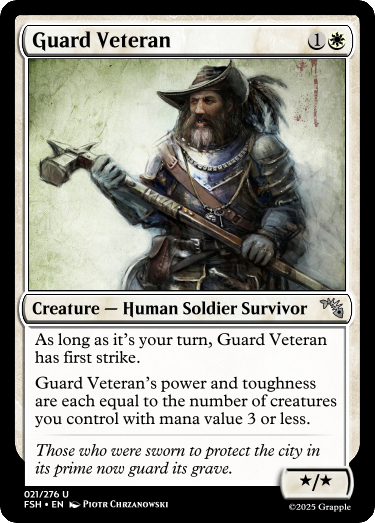 Guard Veteran 1
Creature — Human Soldier Survivor
As long as it's your turn, Guard Veteran
has first strike.
Guard Veteran's power and toughness
are each equal to the number of creatures
you control with mana value 3 or less.
Those who were sworn to protect the city in
its prime now guard its grave.
★/★
021/276 U
FSH • EN Piotr Chrzanowski
©2025 Grapple